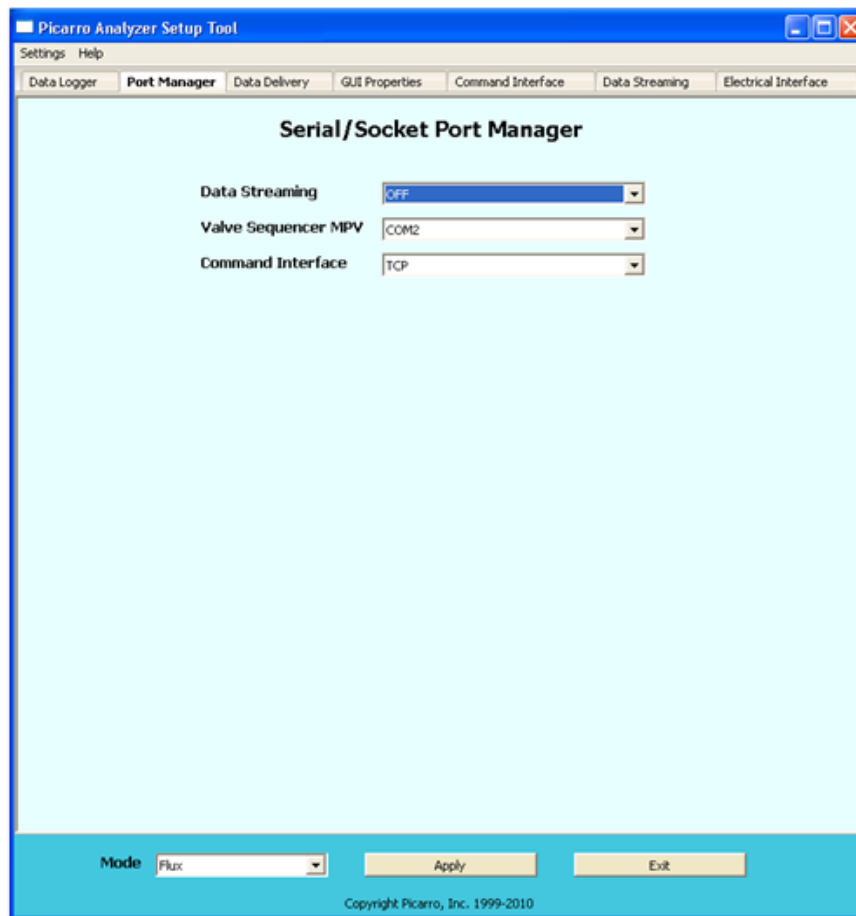 Picarro Analyzer Setup Tool
Settings Help
Data Logger Port Manager Data Delivery GUI Properties Command Interface Data Streaming Electrical Interface
Serial/Socket Port Manager
Data Streaming OFF
Valve Sequencer MPV COM2
Command Interface TCP
Mode Flux Apply Exit
Copyright Picarro, Inc. 1999-2010